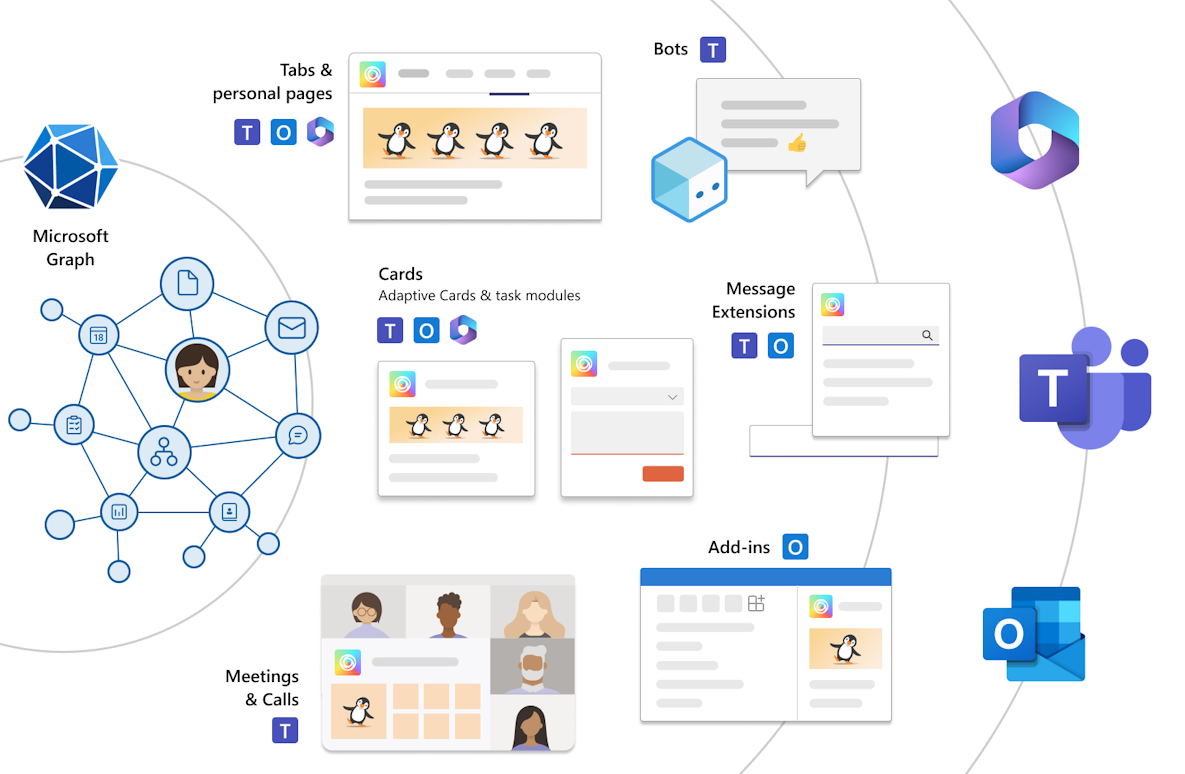 Microsoft
Graph
18
Tabs &
personal pages
T
O
Bots
T
Cards
Adaptive Cards & task modules
T
O
Message
Extensions
T
O
T
Add-ins
O
Meetings
& Calls
T
O